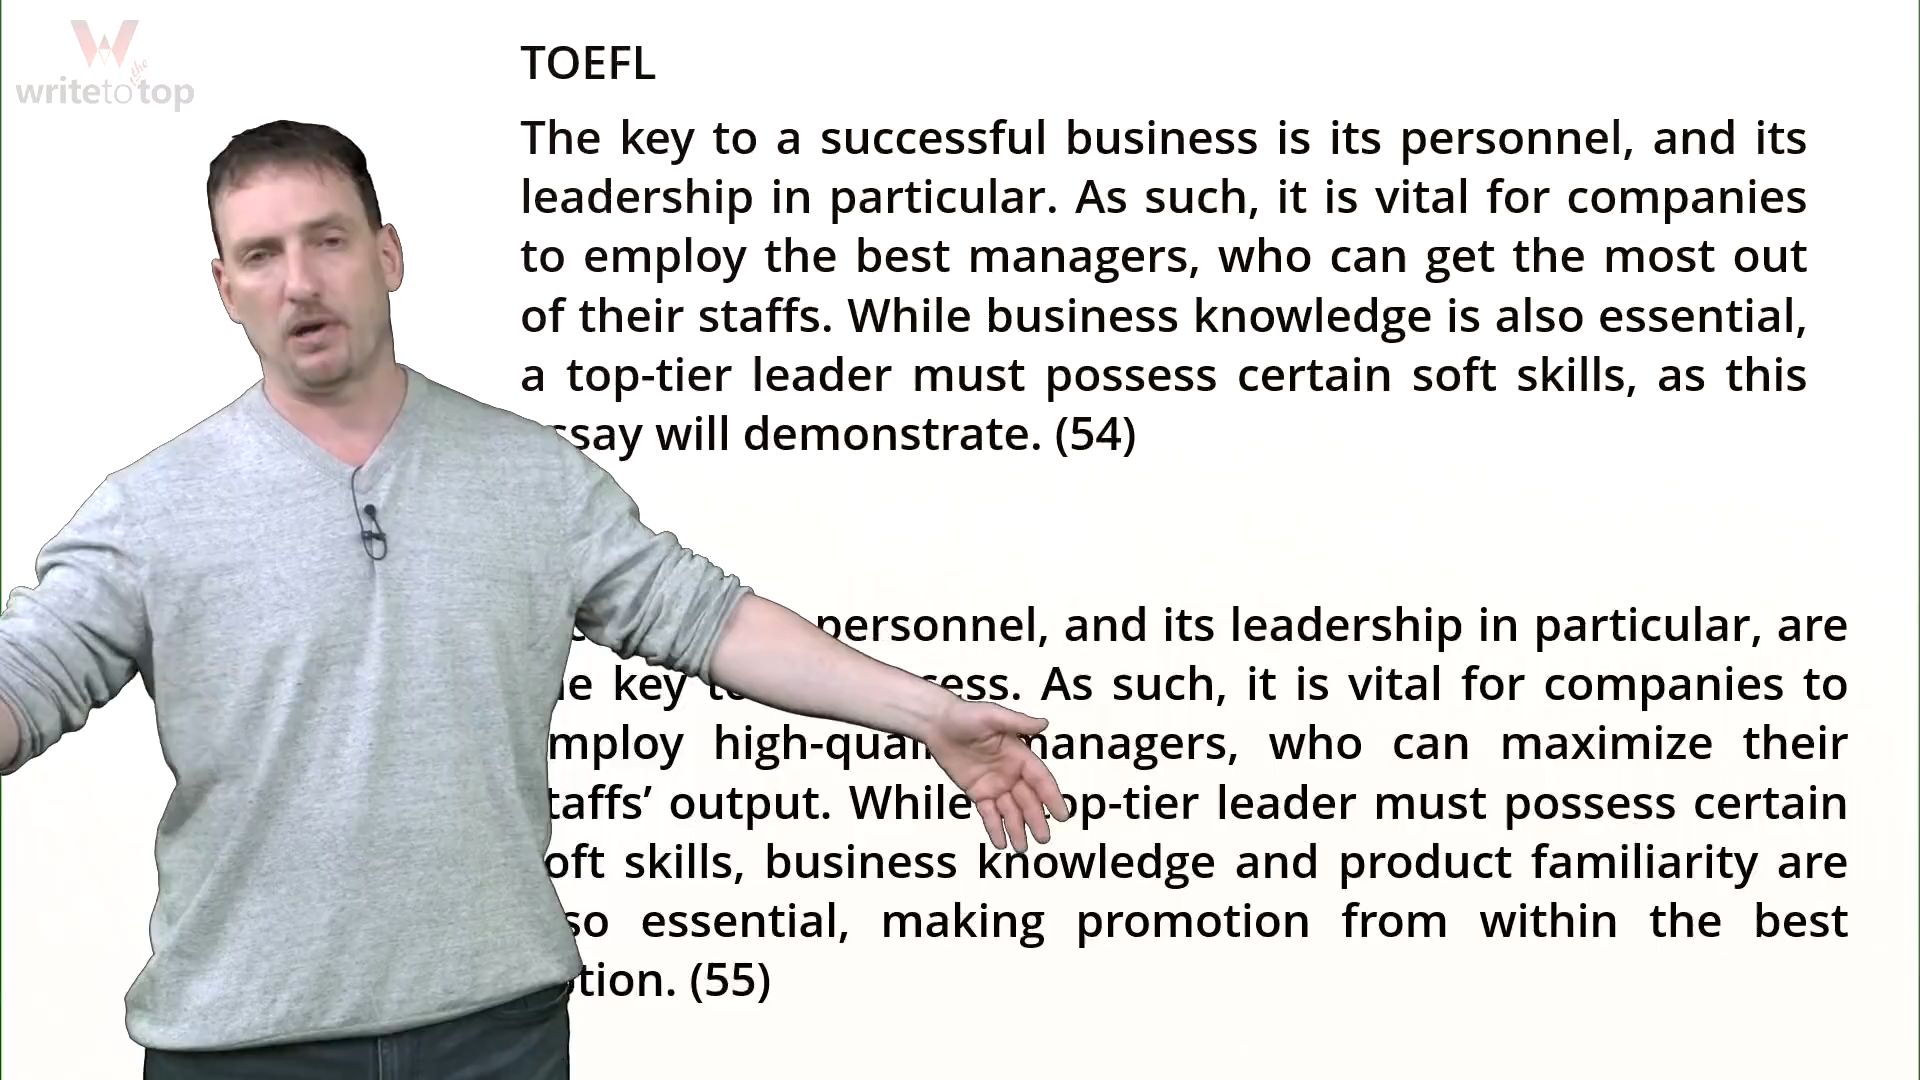 W
writetothetop
TOEFL
The key to a successful business is its personnel, and its
leadership in particular. As such, it is vital for companies
to employ the best managers, who can get the most out
of their staffs. While business knowledge is also essential,
a top-tier leader must possess certain soft skills, as this
ssay will demonstrate. (54)
personnel, and its leadership in particular, are
key cess. As such, it is vital for companies to
mploy high-qual managers, who can maximize their
taffs’ output. While op-tier leader must possess certain
oft skills, business knowledge and product familiarity are
so essential, making promotion from within the best
tion. (55)